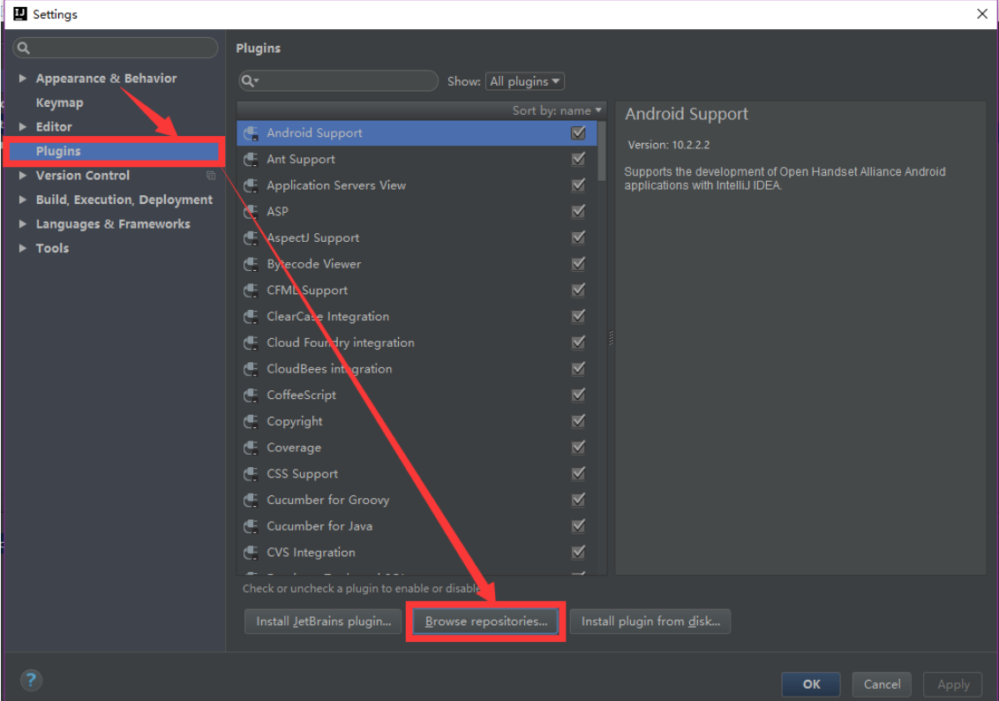 IJ Settings
Appearance & Behavior
Keymap
Editor
Plugins
Version Control
Build, Execution, Deployment
Languages & Frameworks
Tools
Plugins
Show: All plugins
Sort by: name
Android Support
Ant Support
Application Servers View
ASP
AspectJ Support
Bytecode Viewer
CFML Support
ClearCase Integration
Cloud Foundry integration
CloudBees integration
CoffeeScript
Copyright
Coverage
CSS Support
Cucumber for Groovy
Cucumber for Java
CVS Integration
Check or uncheck a plugin to enable or disable
Install JetBrains plugin...
Browse repositories...
Install plugin from disk...
Android Support
Version: 10.2.2.2
Supports the development of Open Handset Alliance Android
applications with IntelliJ IDEA.
?
OK
Cancel
Apply